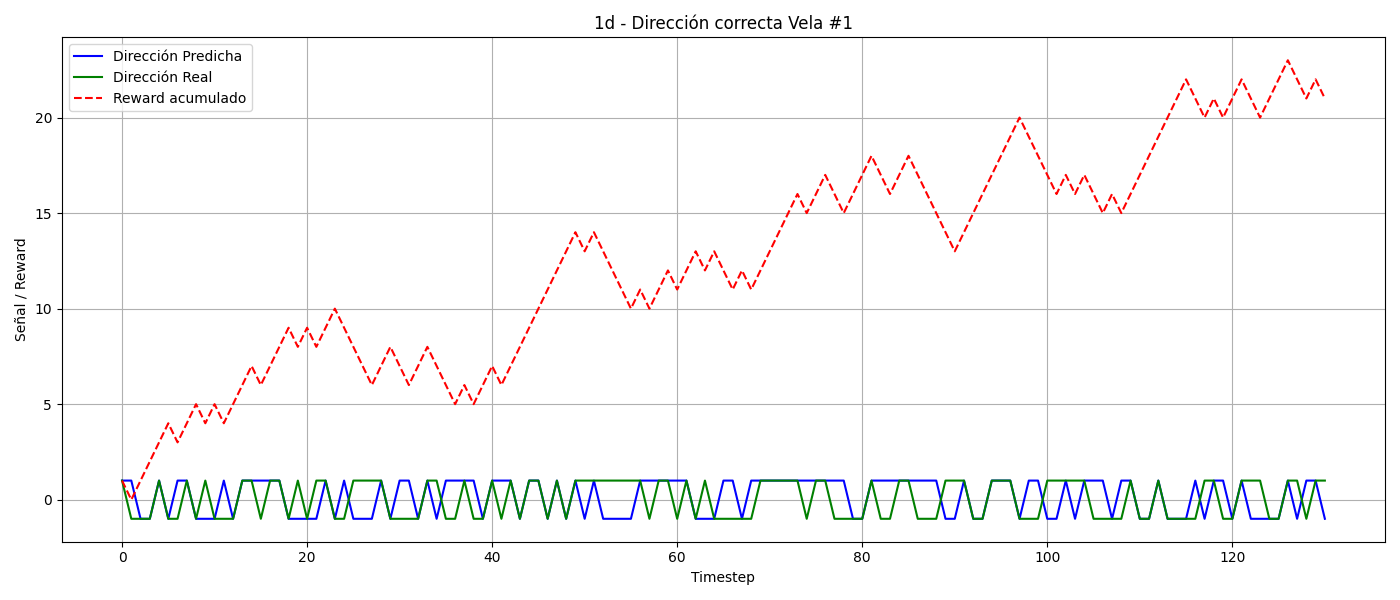 1d - Dirección correcta Vela #1
Dirección Predicha
Dirección Real
Reward acumulado
Señal / Reward
20
15
10
5
0
0 20 40 60 80 100 120
Timestep